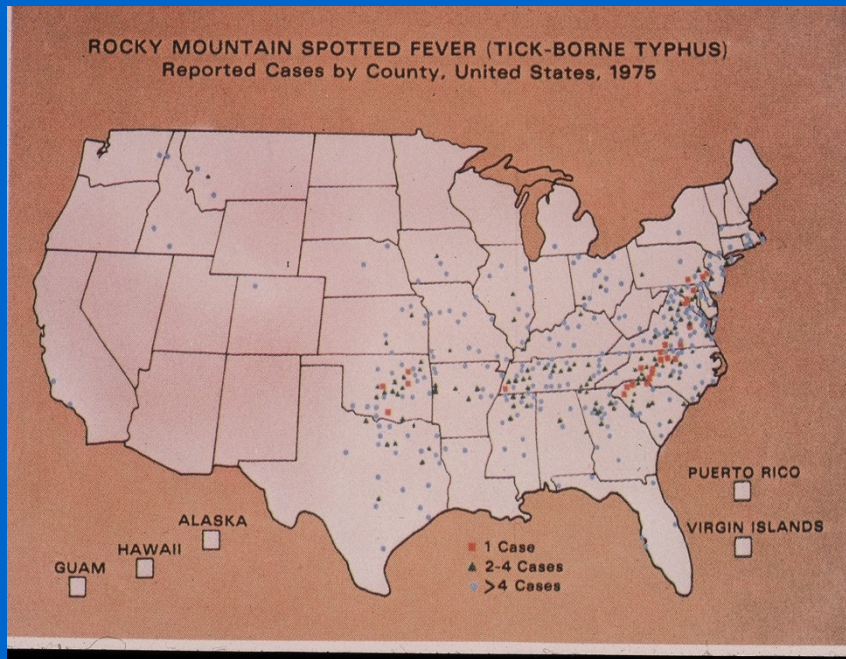 ROCKY MOUNTAIN SPOTTED FEVER (TICK-BORNE TYPHUS)
Reported Cases by County, United States, 1975
PUERTO RICO
ALASKA
VIRGIN ISLANDS
HAWAII
GUAM
1 Case
2-4 Cases
>4 Cases